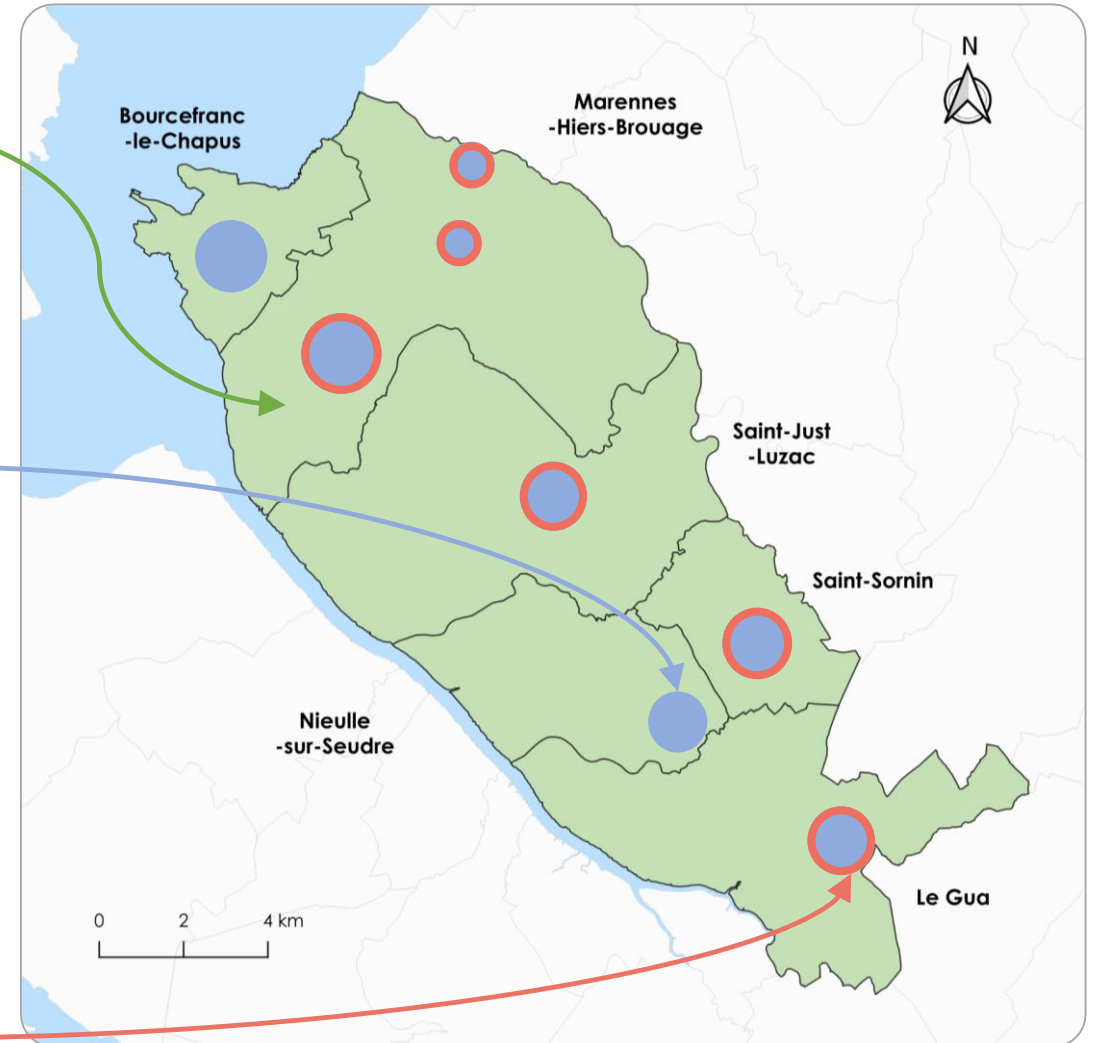 N
Marennes
-Hiers-Brouage
Bourcefranc
-le-Chapus
Saint-Just
-Luzac
Saint-Sornin
Nieulle
-sur-Seudre
Le Gua
0 2 4 km